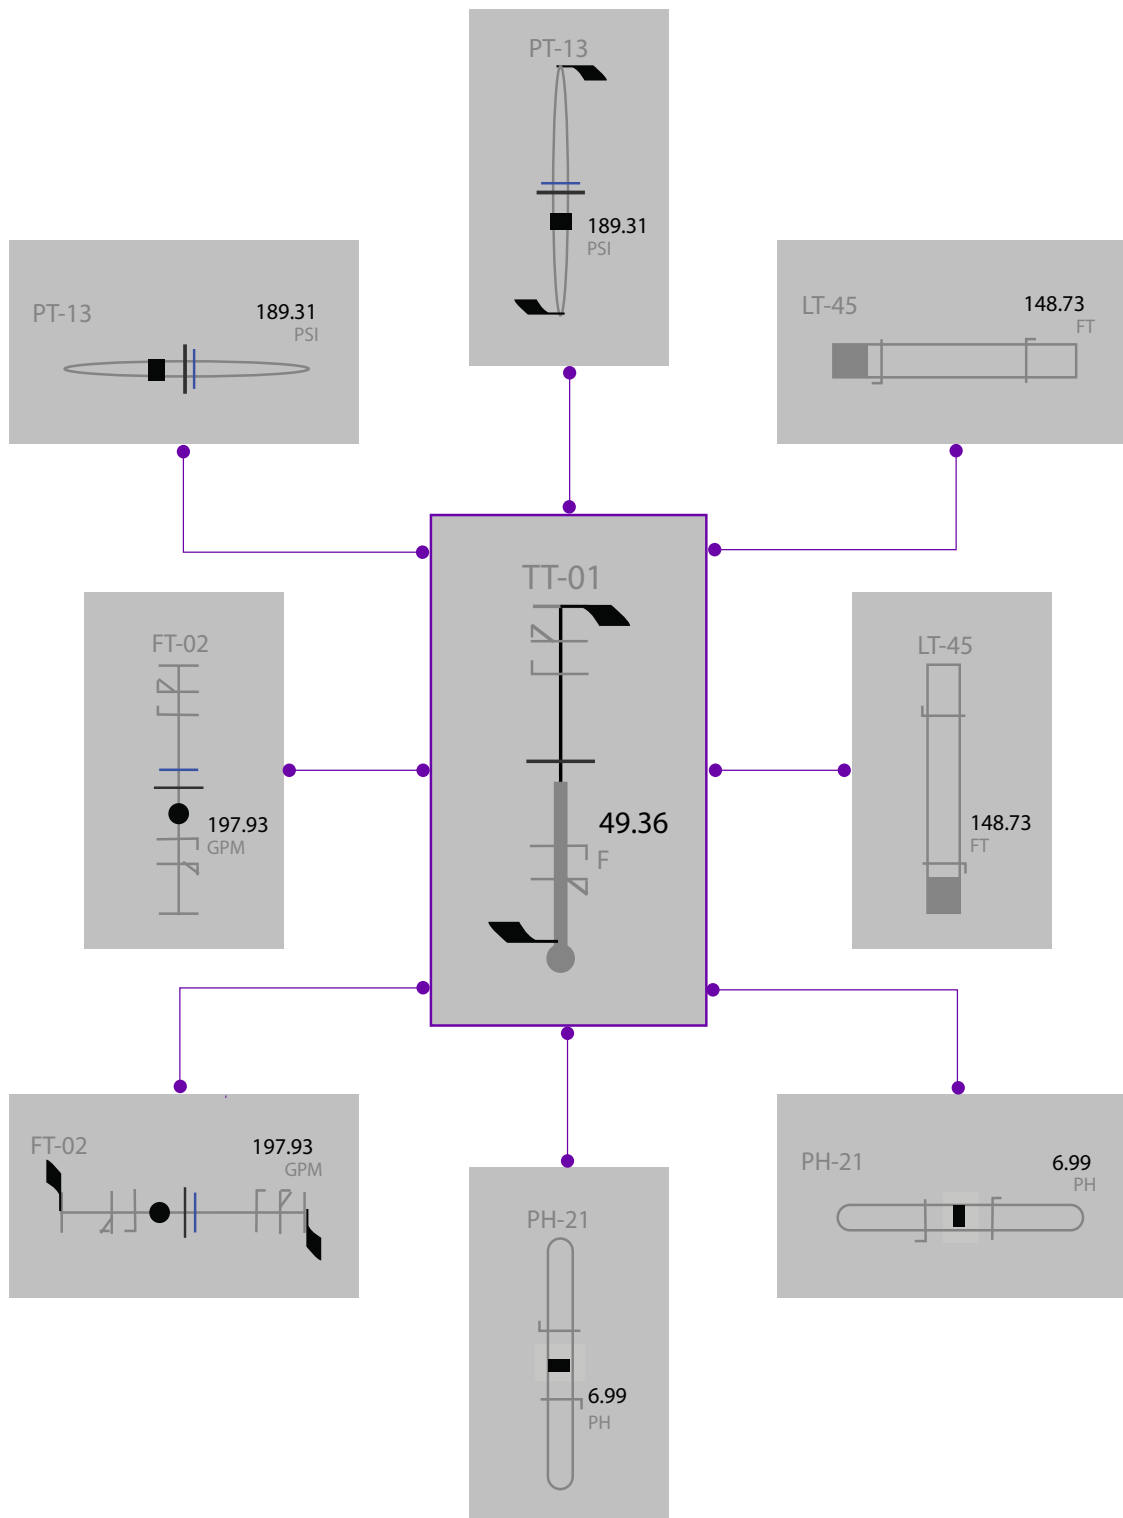 PT-13
189.31
PSI
PT-13
189.31
PSI
LT-45
148.73
FT
TT-01
49.36
F
FT-02
197.93
GPM
LT-45
148.73
FT
FT-02
197.93
GPM
PH-21
6.99
PH
PH-21
6.99
PH